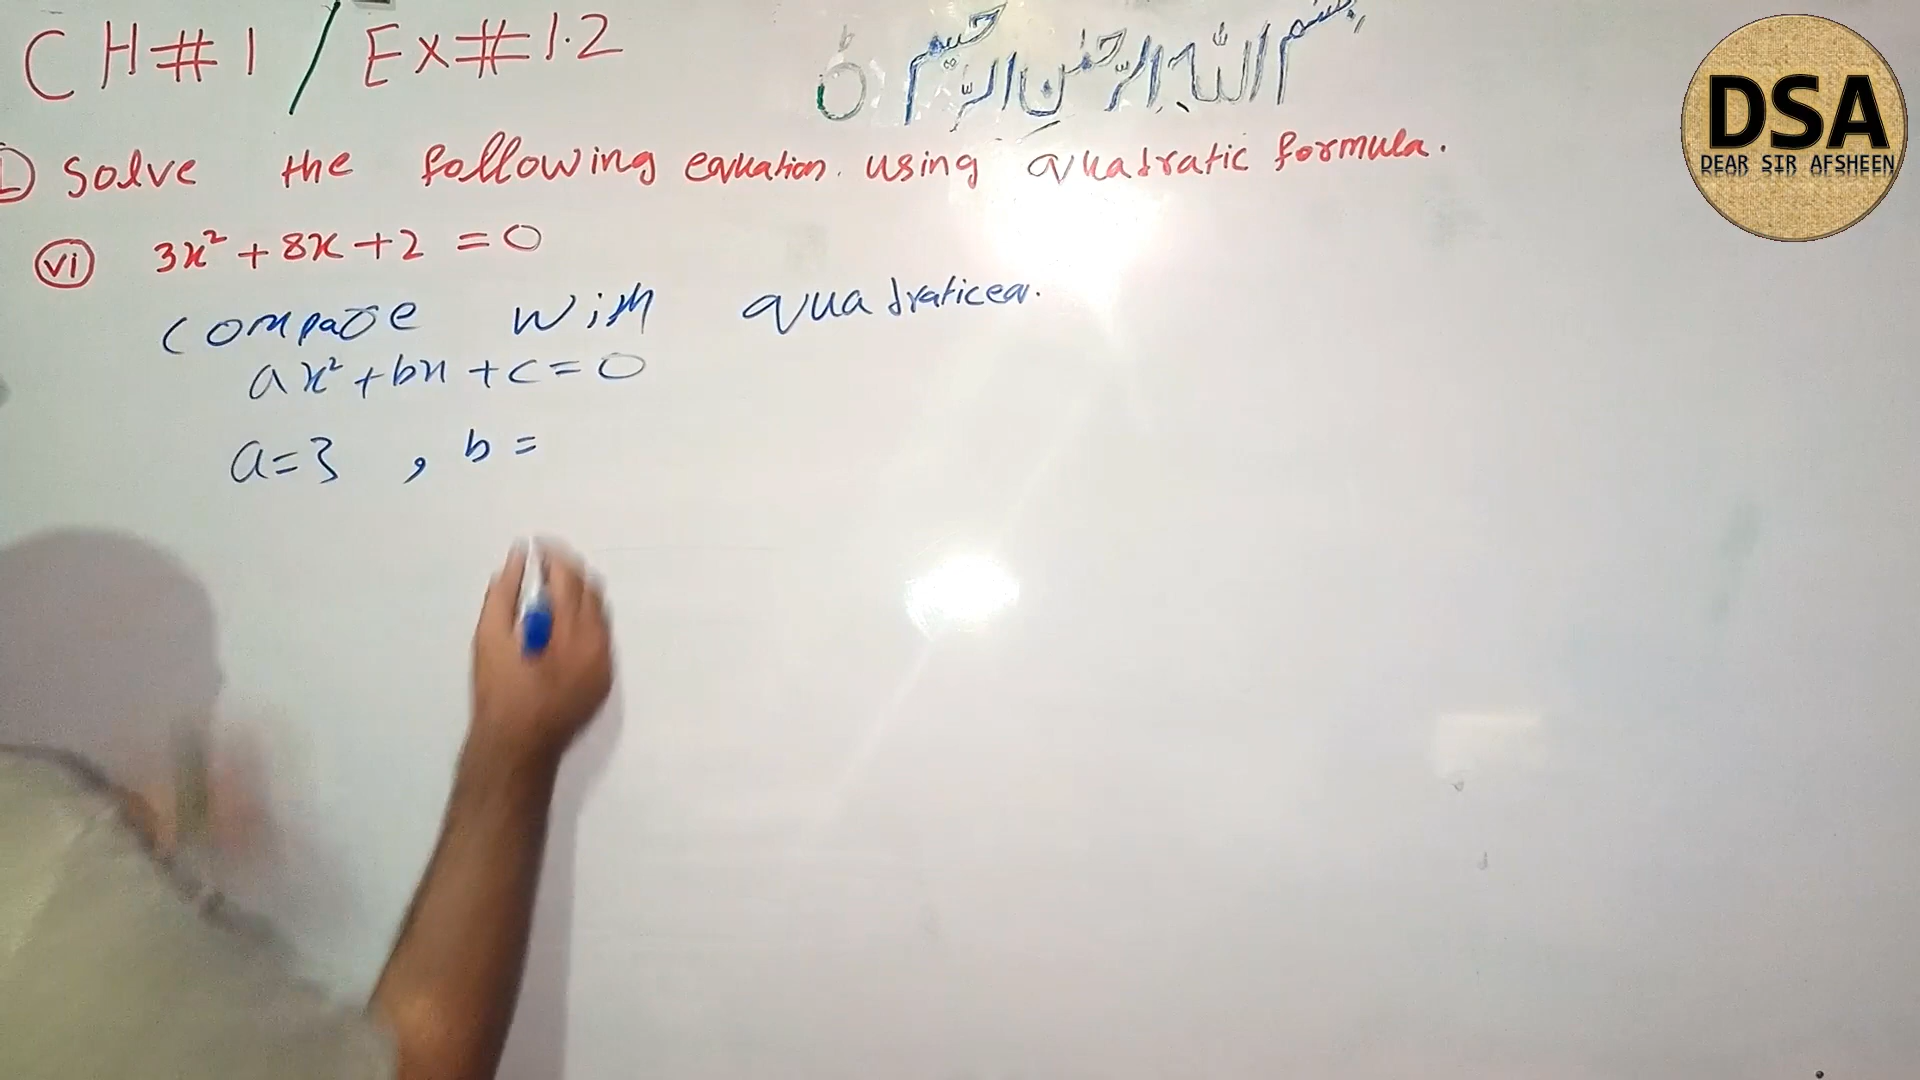 CH#1 / Ex#1.2
بسم اللہ الرحمٰن الرحیم
DSA
DEAR SIR AFSHEEN
Solve the following equation. using quadratic formula.
(vi) 3x² + 8x + 2 = 0
compare with quadratic eq.
ax² + bx + c = 0
a = 3 , b =